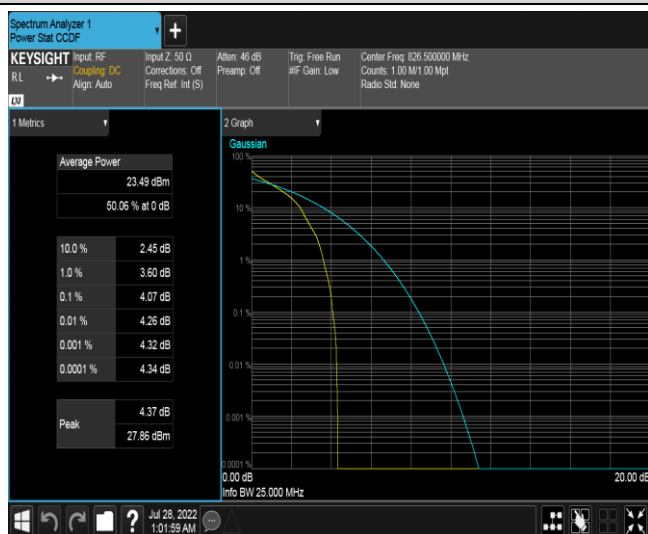 Spectrum Analyzer 1
Power Stat CCDF
KEYSIGHT
R L
LXI
Input: RF
Coupling: DC
Align: Auto
Input Z: 50 Ω
Corrections: Off
Freq Ref: Int (S)
Atten: 46 dB
Preamp: Off
Trig: Free Run
#IF Gain: Low
Center Freq: 826.500000 MHz
Counts: 1.00 M/1.00 Mpt
Radio Std: None
1 Metrics
Average Power
23.49 dBm
50.06 % at 0 dB
10.0 % 2.45 dB
1.0 % 3.60 dB
0.1 % 4.07 dB
0.01 % 4.26 dB
0.001 % 4.32 dB
0.0001 % 4.34 dB
Peak
4.37 dB
27.86 dBm
2 Graph
Gaussian
100 %
10 %
1 %
0.1 %
0.01 %
0.001 %
0.0001 %
0.00 dB
20.00 dB
Info BW 25.000 MHz
?
Jul 28, 2022
1:01:59 AM